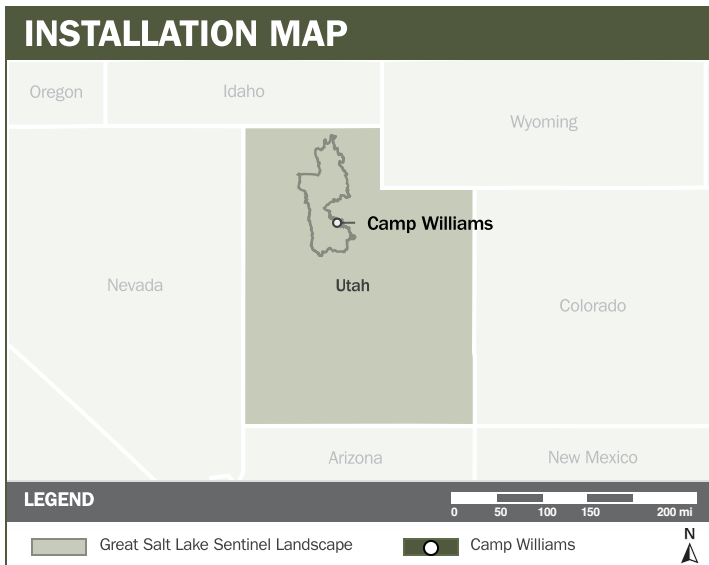 INSTALLATION MAP
Oregon
Idaho
Wyoming
Camp Williams
Nevada
Utah
Colorado
Arizona
New Mexico
LEGEND
0 50 100 150 200 mi
Great Salt Lake Sentinel Landscape
Camp Williams
N